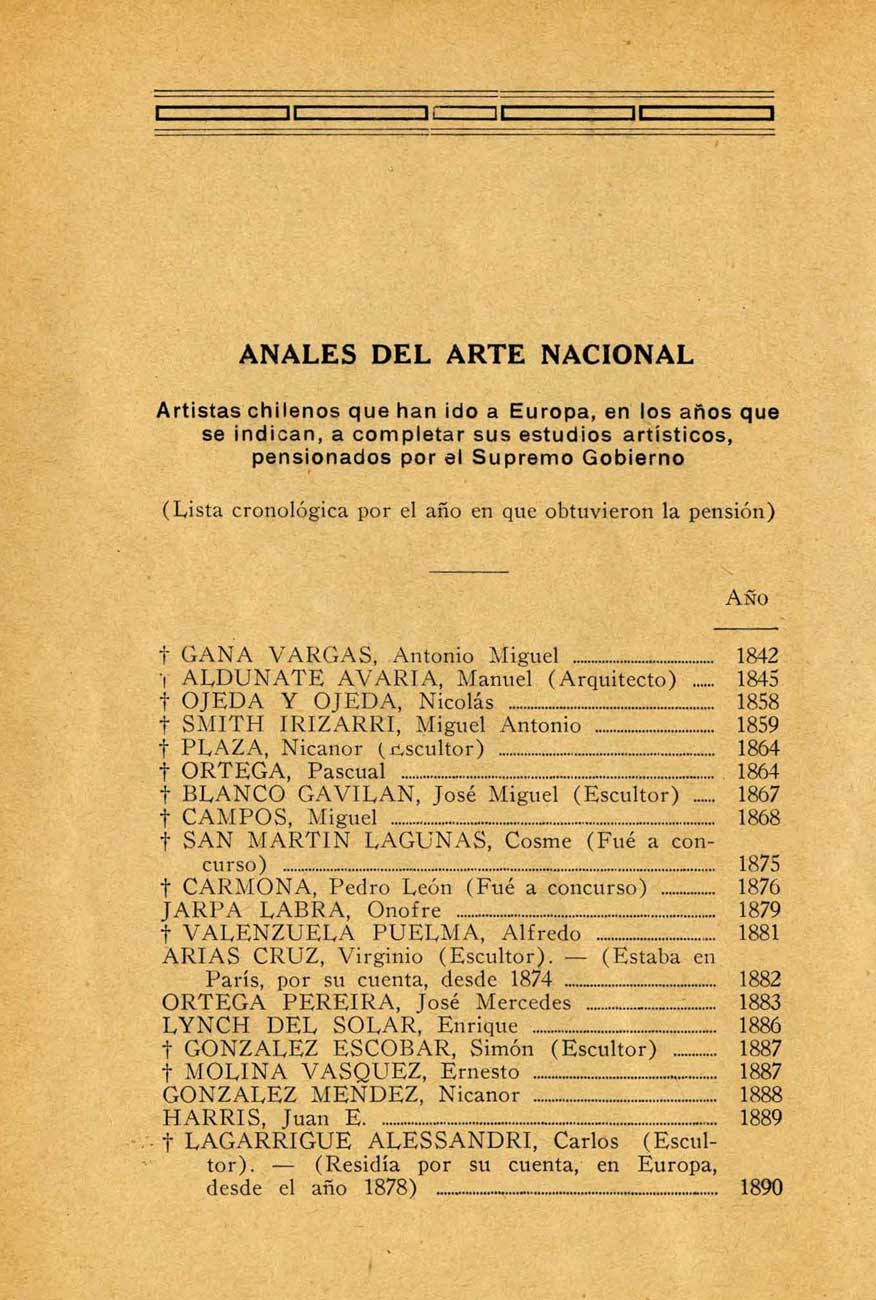 ANALES DEL ARTE NACIONAL
Artistas chilenos que han ido a Europa, en los años que
se indican, a completar sus estudios artísticos,
pensionados por el Supremo Gobierno
(Lista cronológica por el año en que obtuvieron la pensión)
Año
† GANA VARGAS, Antonio Miguel ........ 1842
† ALDUNATE AVARIA, Manuel (Arquitecto) ...... 1845
† OJEDA Y OJEDA, Nicolás ........ 1858
† SMITH IRIZARRI, Miguel Antonio ........ 1859
† PLAZA, Nicanor (Escultor) ........ 1864
† ORTEGA, Pascual ........ 1864
† BLANCO GAVILAN, José Miguel (Escultor) ...... 1867
† CAMPOS, Miguel ........ 1868
† SAN MARTIN LAGUNAS, Cosme (Fué a con-
curso) ........ 1875
† CARMONA, Pedro León (Fué a concurso) ........ 1876
JARPA LABRA, Onofre ........ 1879
† VALENZUELA PUELMA, Alfredo ........ 1881
ARIAS CRUZ, Virginio (Escultor). — (Estaba en
París, por su cuenta, desde 1874 ........ 1882
ORTEGA PEREIRA, José Mercedes ........ 1883
LYNCH DEL SOLAR, Enrique ........ 1886
† GONZALEZ ESCOBAR, Simón (Escultor) ........ 1887
† MOLINA VASQUEZ, Ernesto ........ 1887
GONZALEZ MENDEZ, Nicanor ........ 1888
HARRIS, Juan E. ........ 1889
† LAGARRIGUE ALESSANDRI, Carlos (Escul-
tor). — (Residía por su cuenta, en Europa,
desde el año 1878) ........ 1890